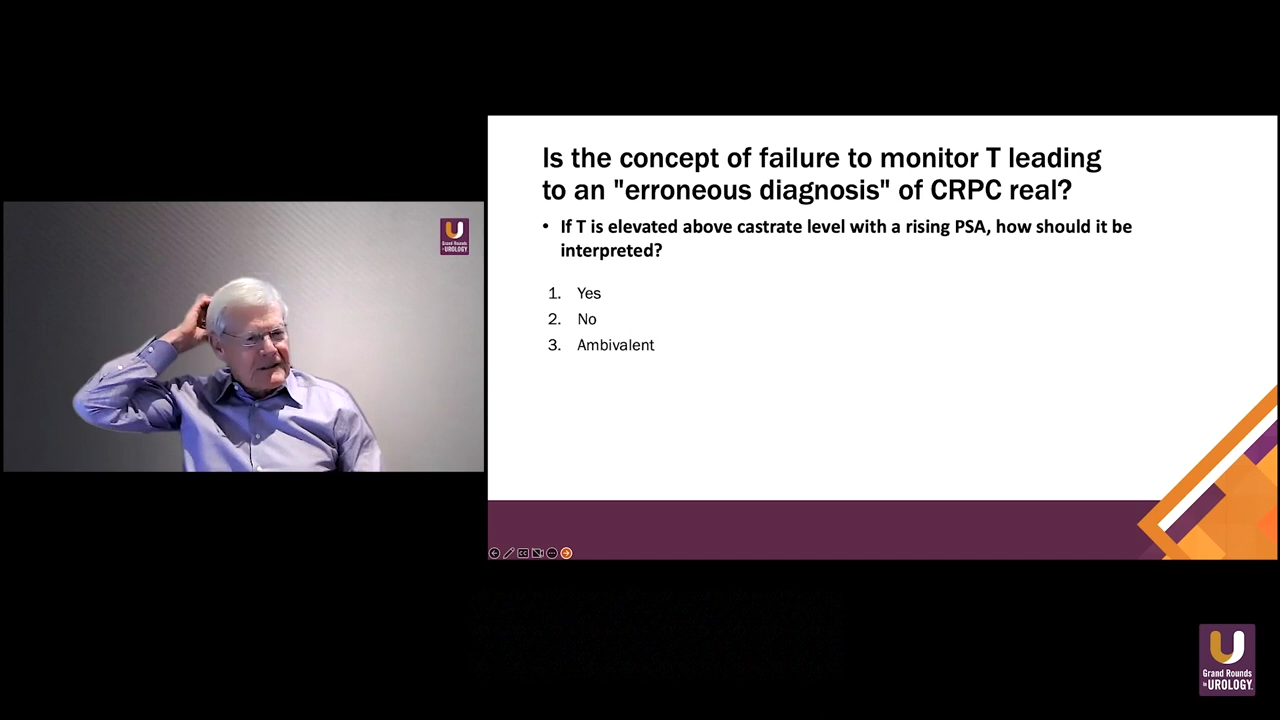 U
Grand Rounds
in UROLOGY
Is the concept of failure to monitor T leading
to an "erroneous diagnosis" of CRPC real?
• If T is elevated above castrate level with a rising PSA, how should it be
interpreted?
1. Yes
2. No
3. Ambivalent
CC
U
Grand Rounds
in UROLOGY